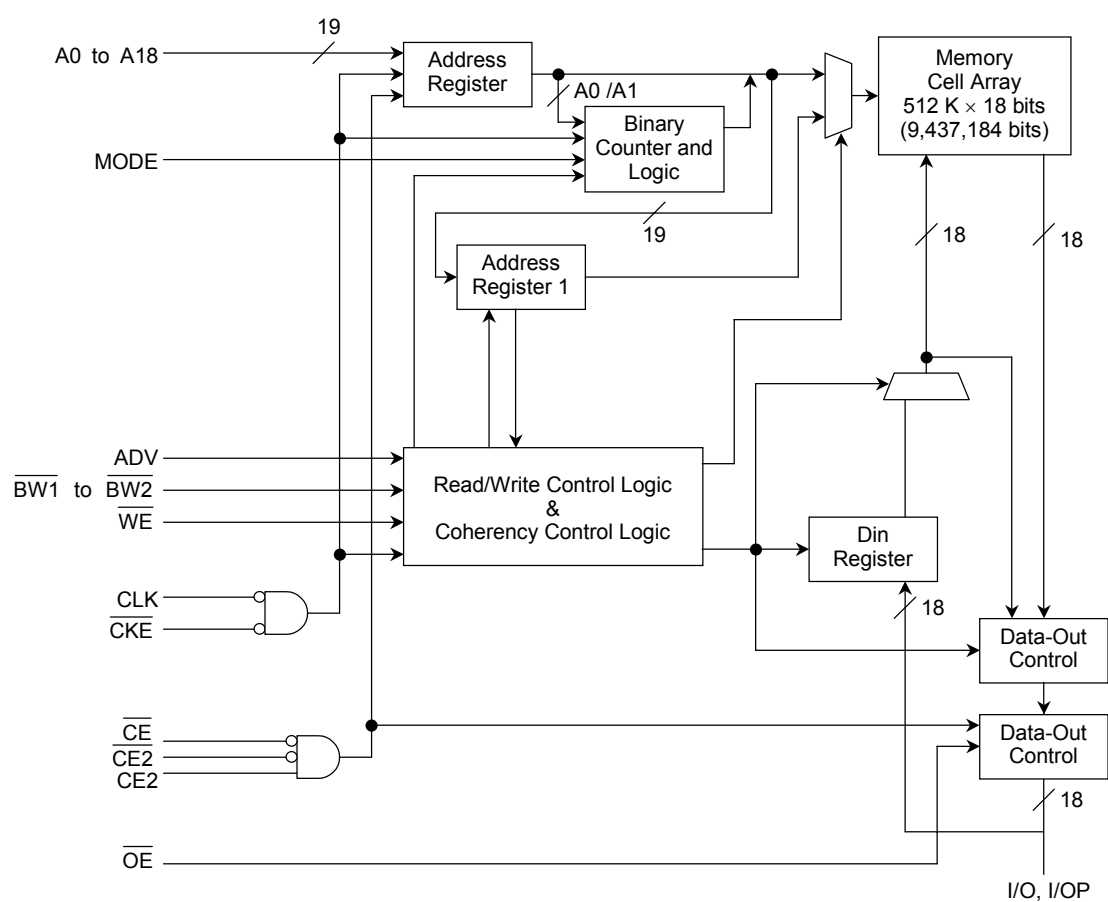 19
A0 to A18
Address
Register
A0 /A1
Binary
Counter and
Logic
Memory
Cell Array
512 K × 18 bits
(9,437,184 bits)
MODE
19
18
18
Address
Register 1
ADV
BW1 to BW2
WE
Read/Write Control Logic
&
Coherency Control Logic
Din
Register
CLK
CKE
18
Data-Out
Control
CE
CE2
CE2
Data-Out
Control
18
OE
I/O, I/OP